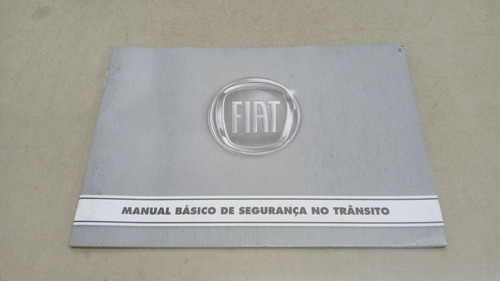 FIAT
MANUAL BÁSICO DE SEGURANÇA NO TRÂNSITO